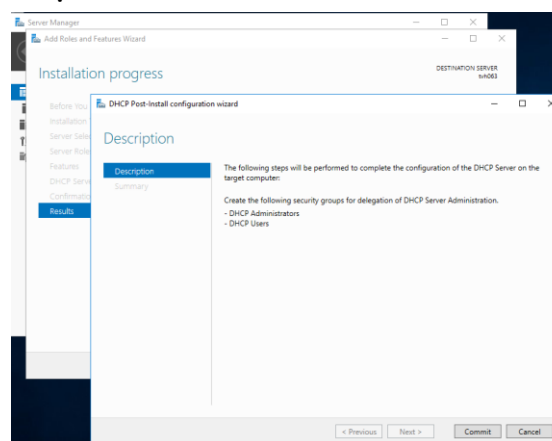 Server Manager
Add Roles and Features Wizard
Installation progress
DESTINATION SERVER
Before You
Installation
Server Sele
Server Role
Features
DHCP Serv
Confirmatio
Results
DHCP Post-Install configuration wizard
Description
Description
Summary
The following steps will be performed to complete the configuration of the DHCP Server on the
target computer:
Create the following security groups for delegation of DHCP Server Administration.
- DHCP Administrators
- DHCP Users
< Previous
Next >
Commit
Cancel